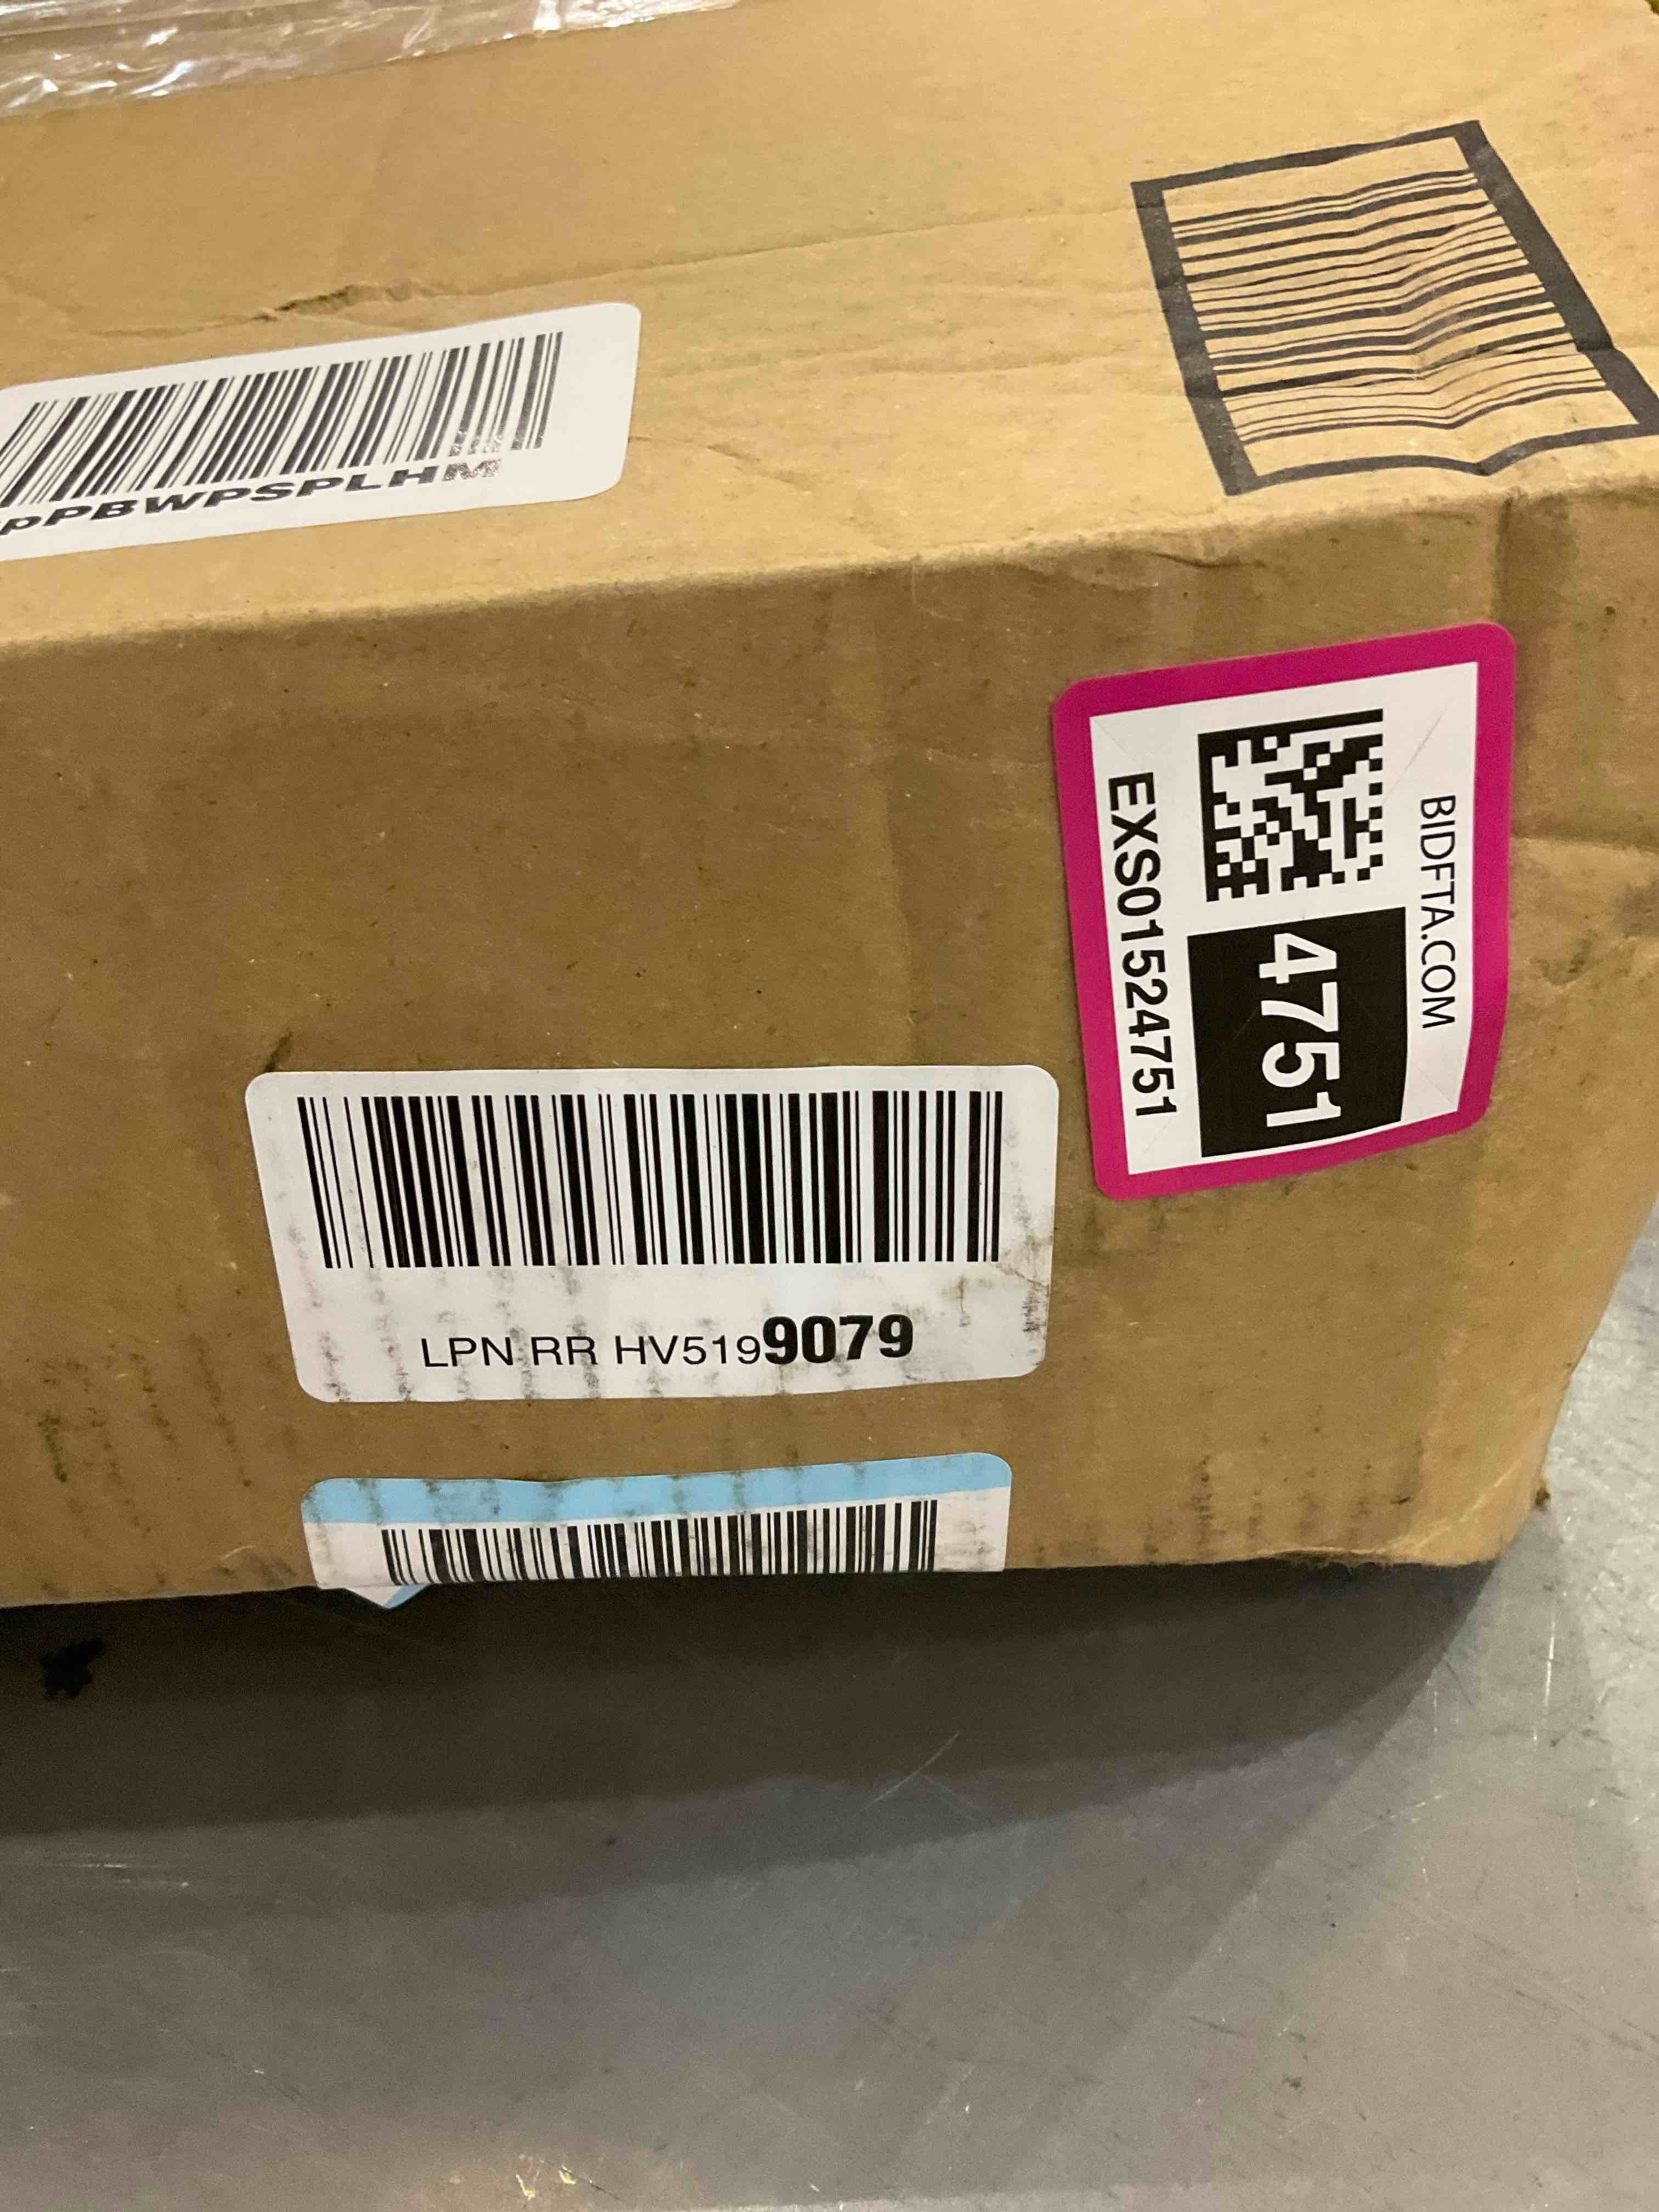 pPBWPSPLHM
BIDFTA.COM
4751
EXS01524751
LPN RR HV5199079